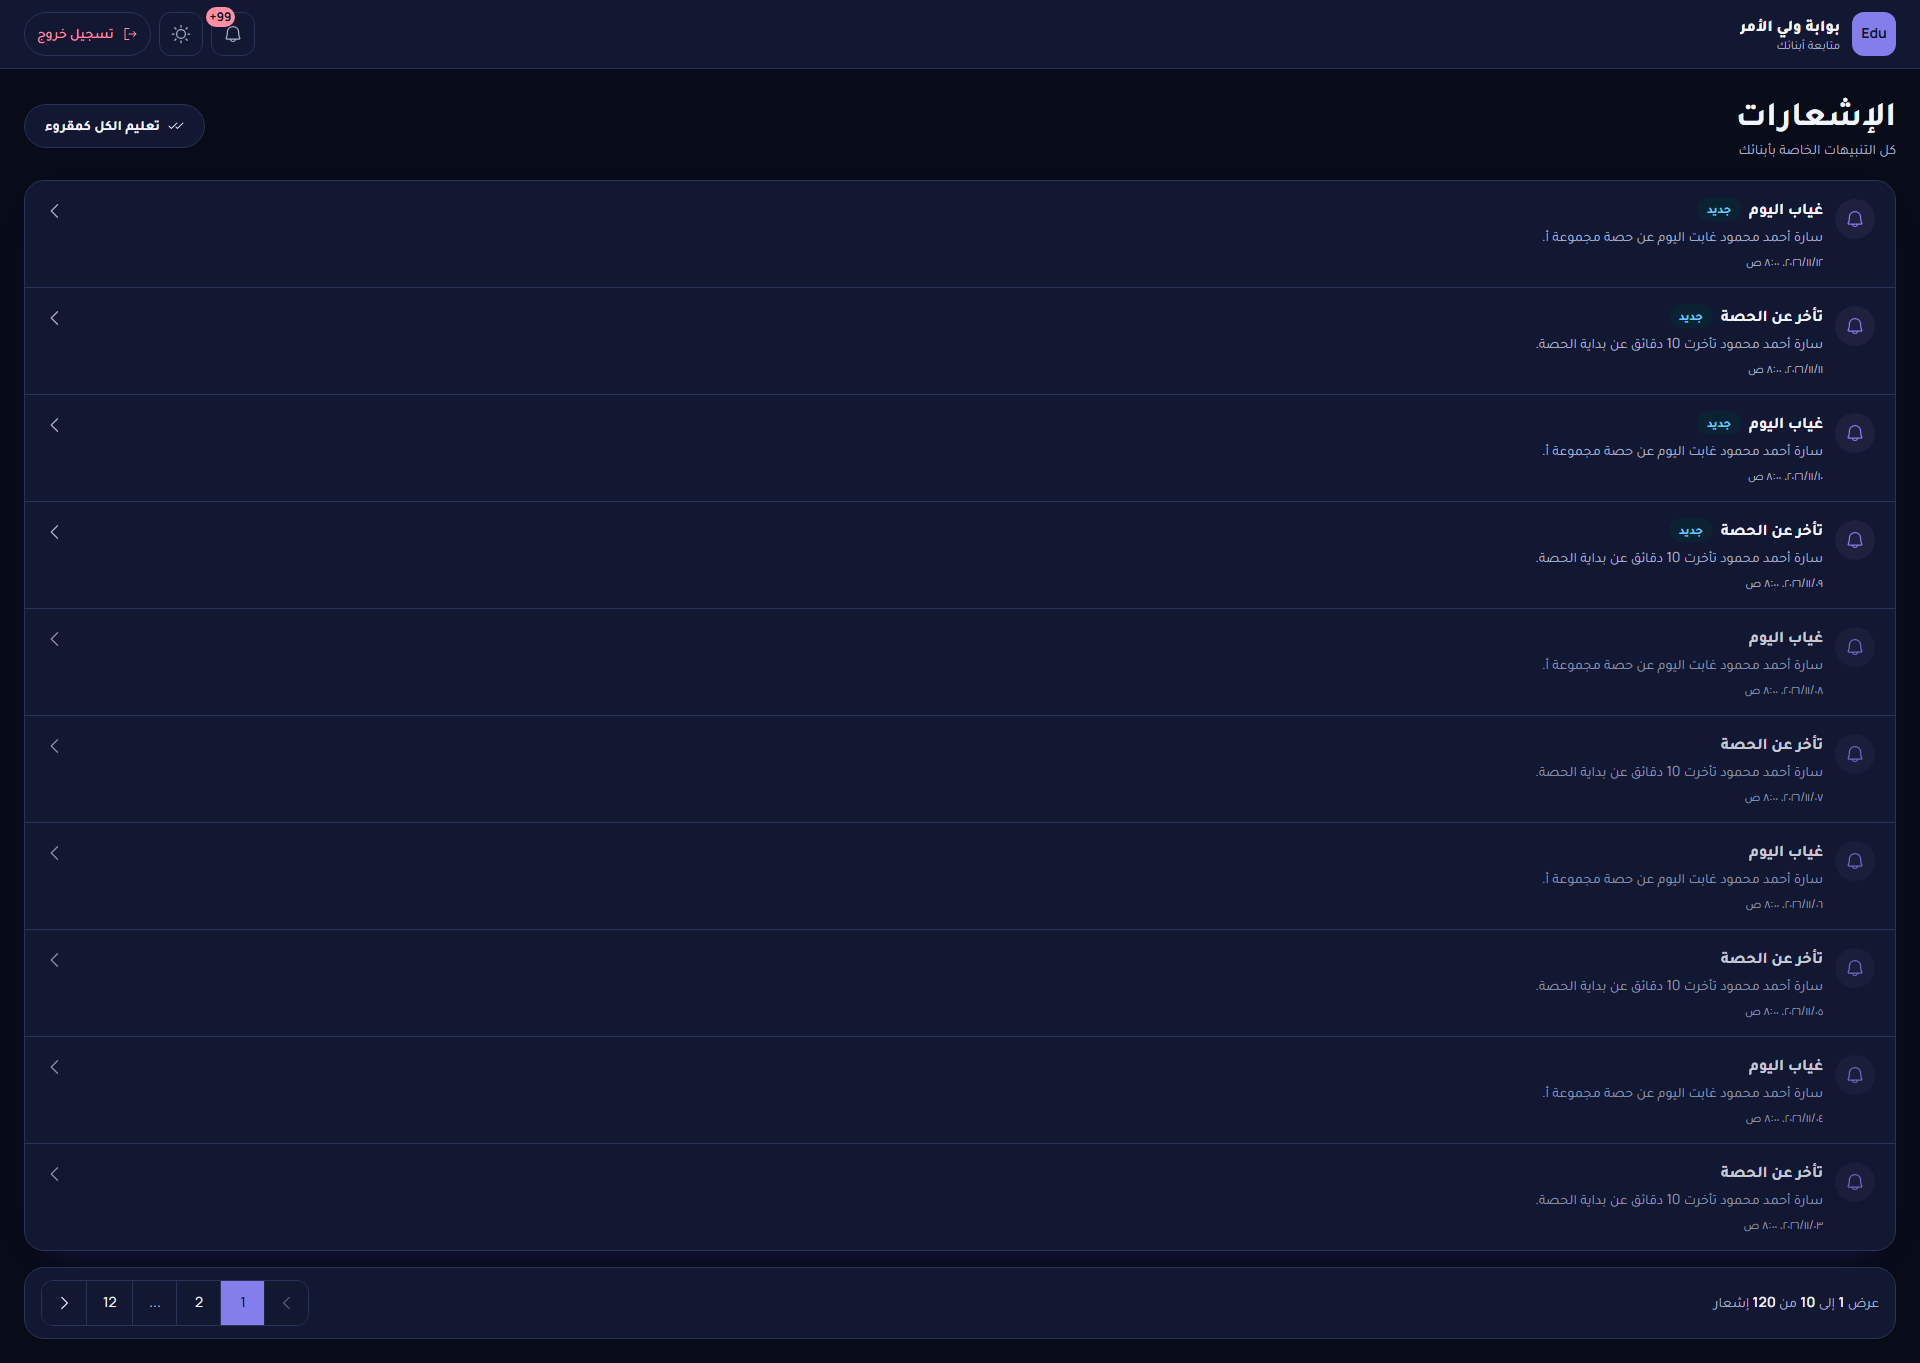 Edu
بوابة ولي الأمر
متابعة أبنائك
99+
تسجيل خروج
الإشعارات
كل التنبيهات الخاصة بأبنائك
تعليم الكل كمقروء
غياب اليوم جديد
سارة أحمد محمود غابت اليوم عن حصة مجموعة أ.
٢٠٢٦/١١/١٢، ٨:٠٠ ص
تأخر عن الحصة جديد
سارة أحمد محمود تأخرت 10 دقائق عن بداية الحصة.
٢٠٢٦/١١/١١، ٨:٠٠ ص
غياب اليوم جديد
سارة أحمد محمود غابت اليوم عن حصة مجموعة أ.
٢٠٢٦/١١/١٠، ٨:٠٠ ص
تأخر عن الحصة جديد
سارة أحمد محمود تأخرت 10 دقائق عن بداية الحصة.
٢٠٢٦/١١/٠٩، ٨:٠٠ ص
غياب اليوم
سارة أحمد محمود غابت اليوم عن حصة مجموعة أ.
٢٠٢٦/١١/٠٨، ٨:٠٠ ص
تأخر عن الحصة
سارة أحمد محمود تأخرت 10 دقائق عن بداية الحصة.
٢٠٢٦/١١/٠٧، ٨:٠٠ ص
غياب اليوم
سارة أحمد محمود غابت اليوم عن حصة مجموعة أ.
٢٠٢٦/١١/٠٦، ٨:٠٠ ص
تأخر عن الحصة
سارة أحمد محمود تأخرت 10 دقائق عن بداية الحصة.
٢٠٢٦/١١/٠٥، ٨:٠٠ ص
غياب اليوم
سارة أحمد محمود غابت اليوم عن حصة مجموعة أ.
٢٠٢٦/١١/٠٤، ٨:٠٠ ص
تأخر عن الحصة
سارة أحمد محمود تأخرت 10 دقائق عن بداية الحصة.
٢٠٢٦/١١/٠٣، ٨:٠٠ ص
عرض 1 إلى 10 من 120 إشعار
1 2 ... 12